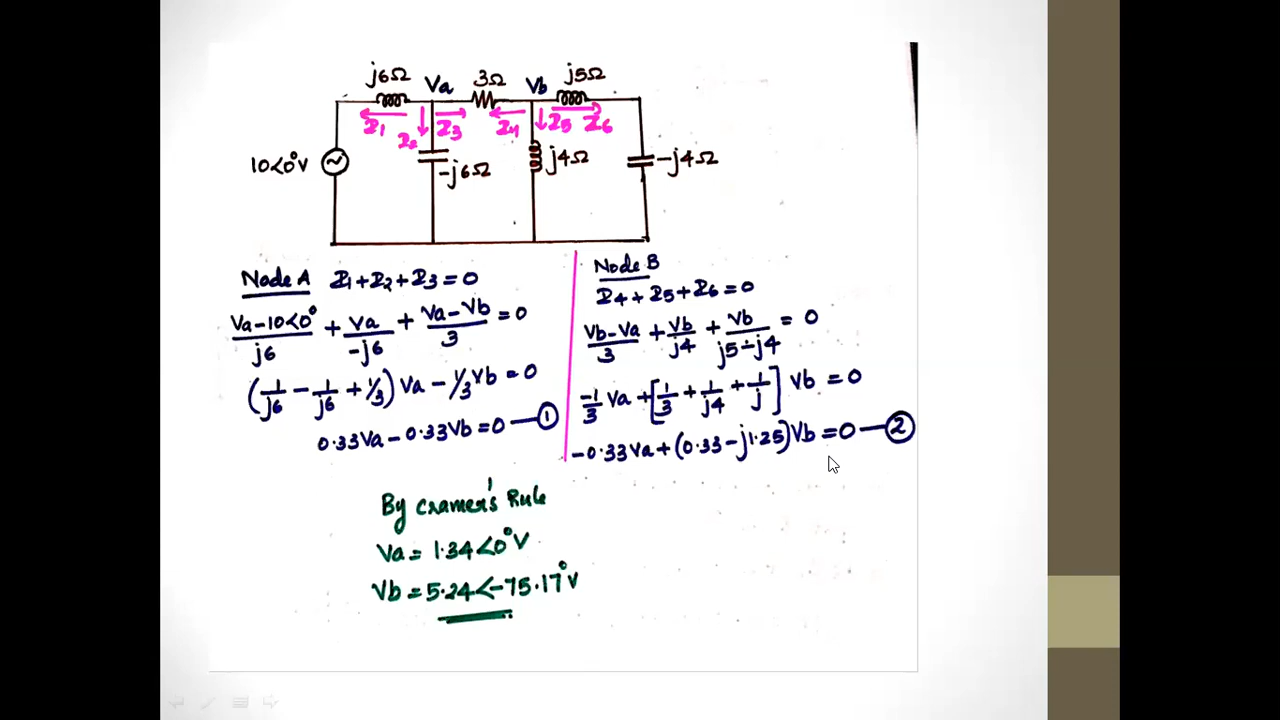 j6Ω Va 3Ω Vb j5Ω
I1 I2 I3 I4 I5 I6
10<0°V -j6Ω j4Ω -j4Ω
Node A I1+I2+I3=0
(Va-10<0°)/j6 + Va/-j6 + (Va-Vb)/3 = 0
(1/j6 - 1/j6 + 1/3) Va - 1/3 Vb = 0
0.33Va - 0.33Vb = 0 — ①
Node B
I4+I5+I6=0
(Vb-Va)/3 + Vb/j4 + Vb/(j5-j4) = 0
-1/3 Va + [1/3 + 1/j4 + 1/j] Vb = 0
-0.33Va + (0.33-j1.25)Vb = 0 — ②
By Cramer's Rule
Va = 1.34<0°V
Vb = 5.24<-75.17°V